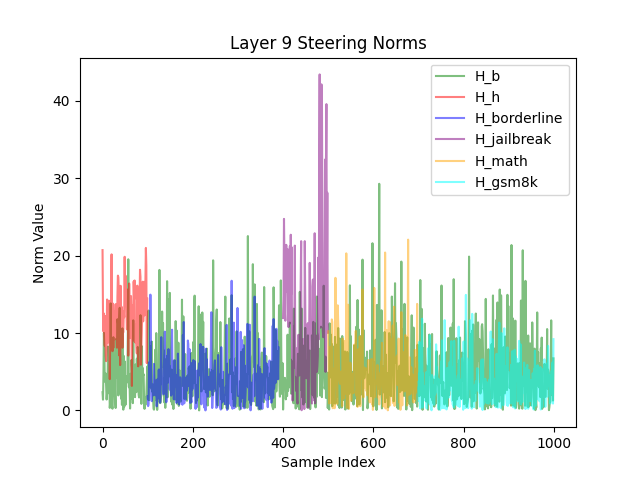 Layer 9 Steering Norms
Norm Value
40
30
20
10
0
H_b
H_h
H_borderline
H_jailbreak
H_math
H_gsm8k
0
200
400
600
800
1000
Sample Index